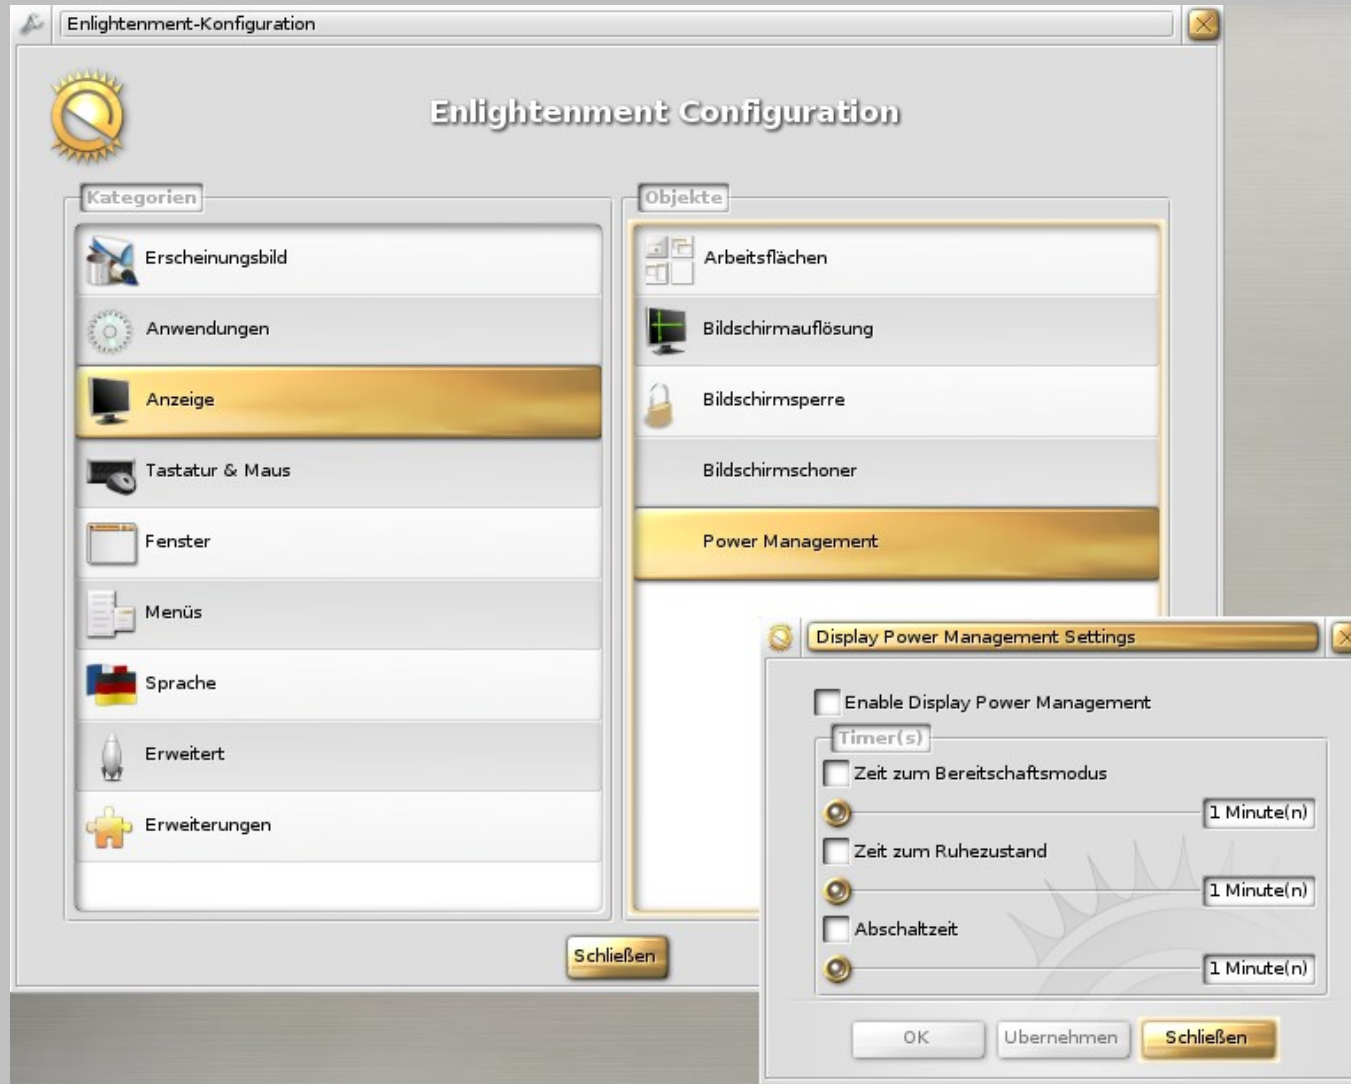 Enlightenment-Konfiguration
Enlightenment Configuration
Kategorien
Erscheinungsbild
Anwendungen
Anzeige
Tastatur & Maus
Fenster
Menüs
Sprache
Erweitert
Erweiterungen
Objekte
Arbeitsflächen
Bildschirmauflösung
Bildschirmsperre
Bildschirmschoner
Power Management
Schließen
Display Power Management Settings
Enable Display Power Management
Timer(s)
Zeit zum Bereitschaftsmodus
1 Minute(n)
Zeit zum Ruhezustand
1 Minute(n)
Abschaltzeit
1 Minute(n)
OK
Ubernehmen
Schließen